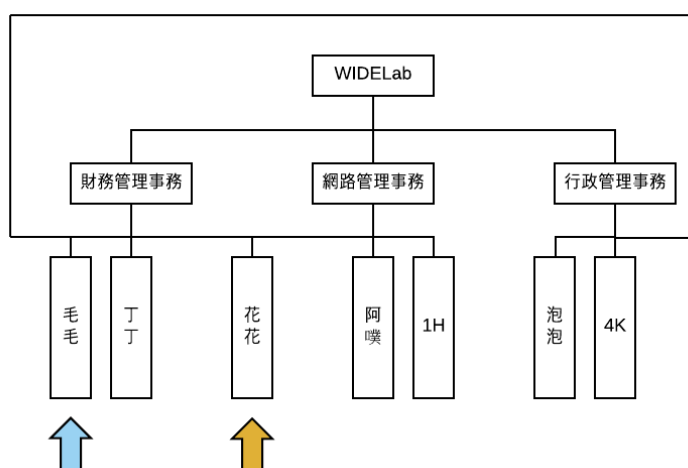 WIDELab
財務管理事務
網路管理事務
行政管理事務
毛毛
丁丁
花花
阿噗
1H
泡泡
4K